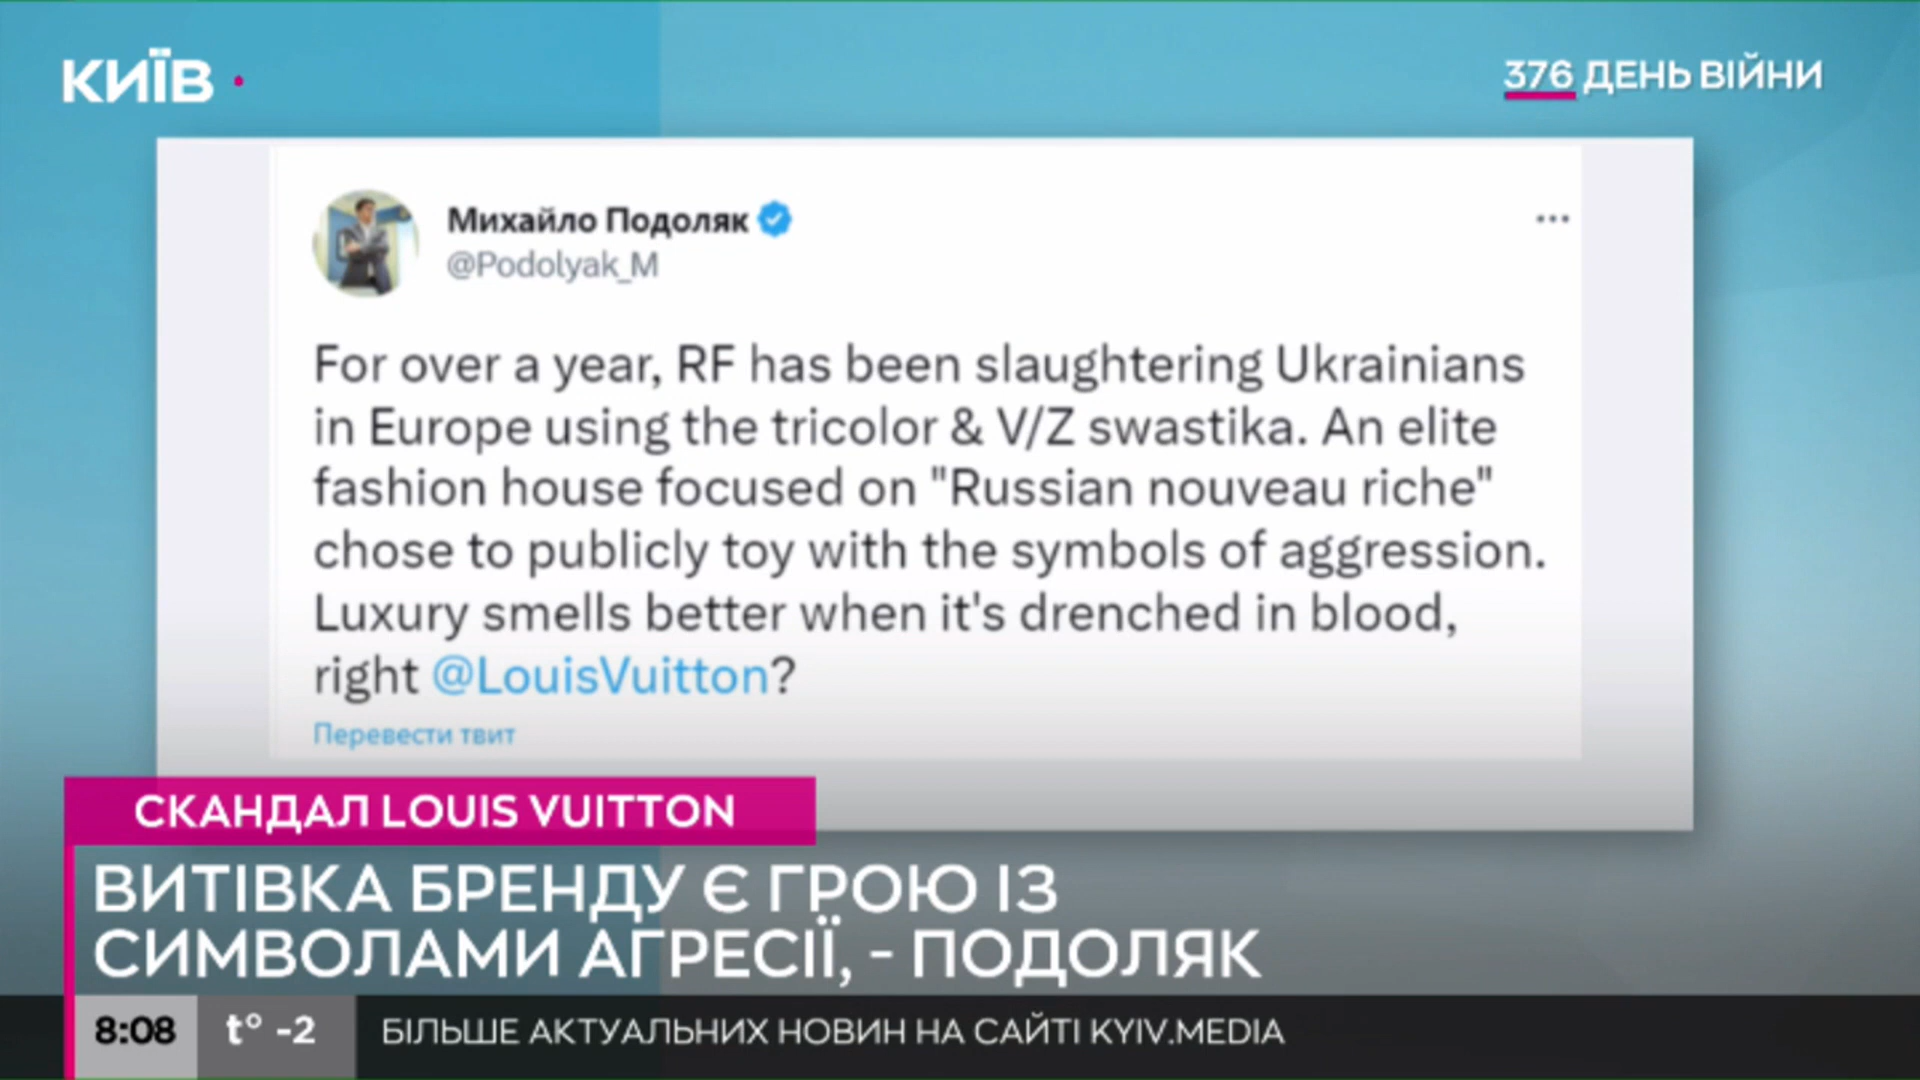 КИЇВ
376 ДЕНЬ ВІЙНИ
Михайло Подоляк
@Podolyak_M
For over a year, RF has been slaughtering Ukrainians
in Europe using the tricolor & V/Z swastika. An elite
fashion house focused on "Russian nouveau riche"
chose to publicly toy with the symbols of aggression.
Luxury smells better when it's drenched in blood,
right @LouisVuitton?
Перевести твит
СКАНДАЛ LOUIS VUITTON
ВИТІВКА БРЕНДУ Є ГРОЮ ІЗ
СИМВОЛАМИ АГРЕСІЇ, - ПОДОЛЯК
8:08 t° -2 БІЛЬШЕ АКТУАЛЬНИХ НОВИН НА САЙТІ KYIV.MEDIA